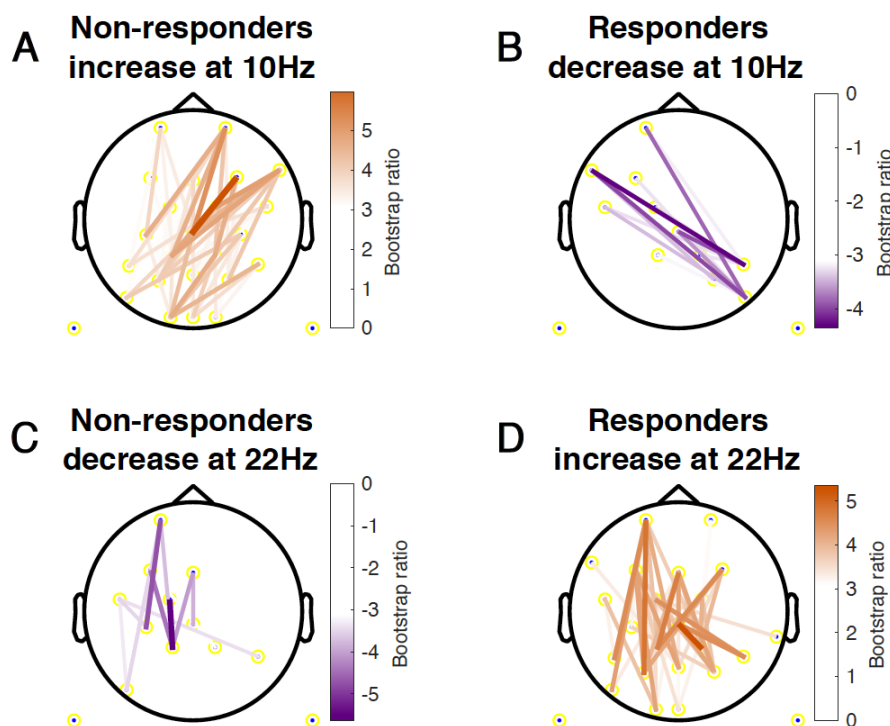 A
Non-responders
increase at 10Hz
5
4
3
2
1
0
Bootstrap ratio
B
Responders
decrease at 10Hz
0
-1
-2
-3
-4
Bootstrap ratio
C
Non-responders
decrease at 22Hz
0
-1
-2
-3
-4
-5
Bootstrap ratio
D
Responders
increase at 22Hz
5
4
3
2
1
0
Bootstrap ratio